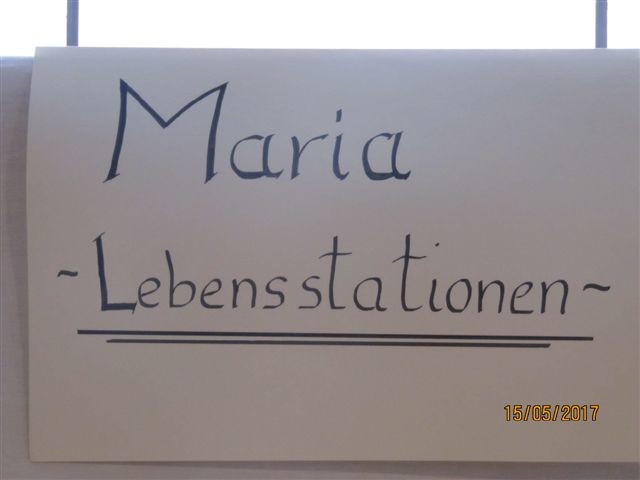 Maria
~ Lebensstationen ~
15/05/2017